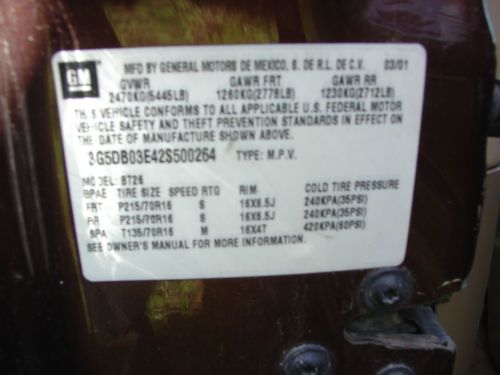 GM
MFD BY GENERAL MOTORS DE MEXICO, S. DE R.L. DE C.V. 03/01
GVWR GAWR FRT GAWR RR
2470KG(5445LB) 1260KG(2778LB) 1230KG(2712LB)
THIS VEHICLE CONFORMS TO ALL APPLICABLE U.S. FEDERAL MOTOR
VEHICLE SAFETY AND THEFT PREVENTION STANDARDS IN EFFECT ON
THE DATE OF MANUFACTURE SHOWN ABOVE.
3G5DB03E42S500264 TYPE: M.P.V.
MODEL: BT26
TIRE SIZE SPEED RTG RIM COLD TIRE PRESSURE
FRT P215/70R16 S 16X6.5J 240KPA(35PSI)
RR P215/70R16 S 16X6.5J 240KPA(35PSI)
SPA T135/70R16 M 16X4T 420KPA(60PSI)
SEE OWNER'S MANUAL FOR MORE INFORMATION.